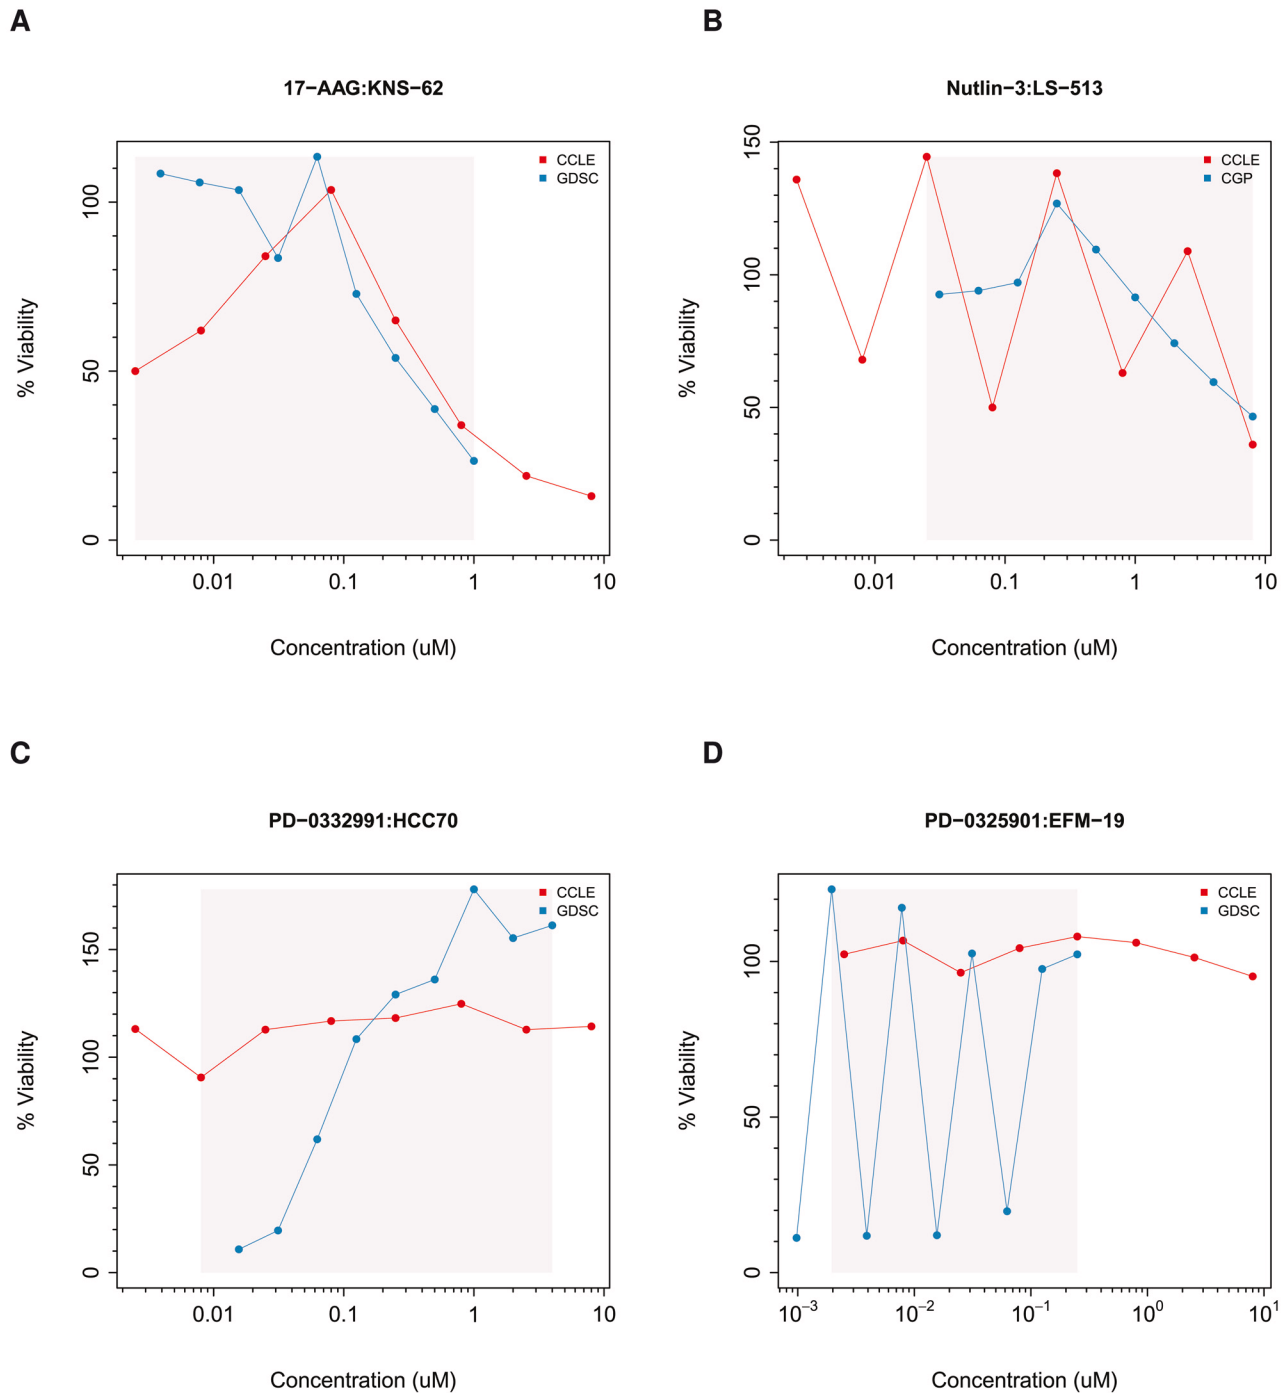 A
17−AAG:KNS−62
CCLE
GDSC
100
50
0
% Viability
0.01 0.1 1 10
Concentration (uM)
B
Nutlin−3:LS−513
CCLE
CGP
150
100
50
0
% Viability
0.01 0.1 1 10
Concentration (uM)
C
PD−0332991:HCC70
CCLE
GDSC
150
100
50
0
% Viability
0.01 0.1 1 10
Concentration (uM)
D
PD−0325901:EFM−19
CCLE
GDSC
100
50
0
% Viability
10⁻³ 10⁻² 10⁻¹ 10⁰ 10¹
Concentration (uM)